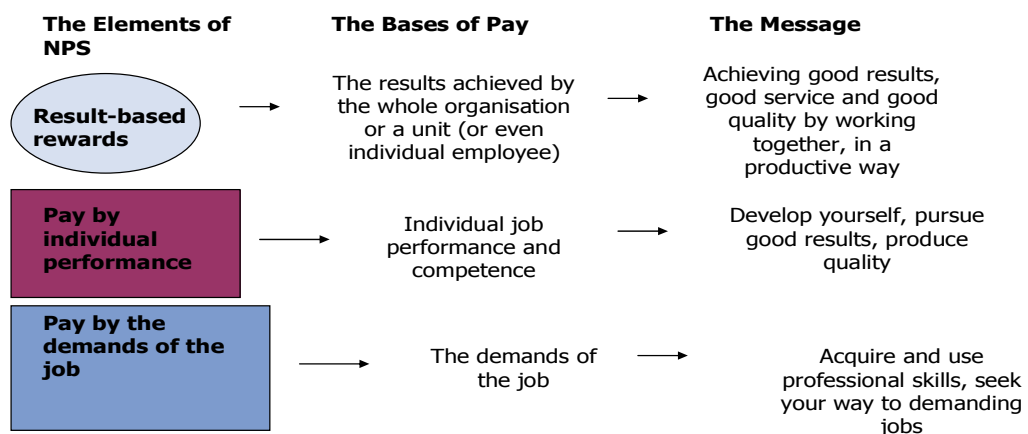 The Elements of
NPS
The Bases of Pay
The Message
Result-based
rewards
The results achieved by
the whole organisation
or a unit (or even
individual employee)
Achieving good results,
good service and good
quality by working
together, in a
productive way
Pay by
individual
performance
Individual job
performance and
competence
Develop yourself, pursue
good results, produce
quality
Pay by the
demands of the
job
The demands of
the job
Acquire and use
professional skills, seek
your way to demanding
jobs